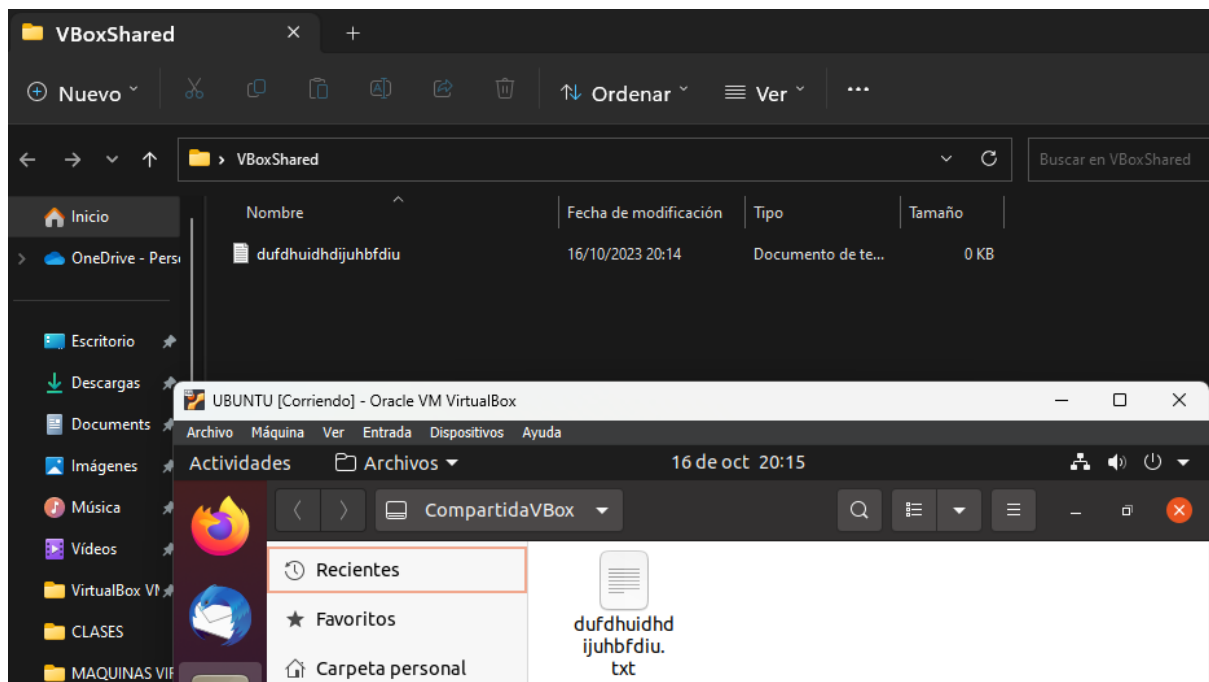 VBoxShared
Nuevo Ordenar Ver
VBoxShared Buscar en VBoxShared
Inicio
OneDrive - Pers
Nombre Fecha de modificación Tipo Tamaño
dufdhuidhdijuhbfdiu 16/10/2023 20:14 Documento de te... 0 KB
Escritorio
Descargas
Documents
Imágenes
Música
Vídeos
VirtualBox VM
CLASES
MAQUINAS VIF
UBUNTU [Corriendo] - Oracle VM VirtualBox
Archivo Máquina Ver Entrada Dispositivos Ayuda
Actividades Archivos 16 de oct 20:15
CompartidaVBox
Recientes
Favoritos
Carpeta personal
dufdhuidhd
ijuhbfdiu.
txt